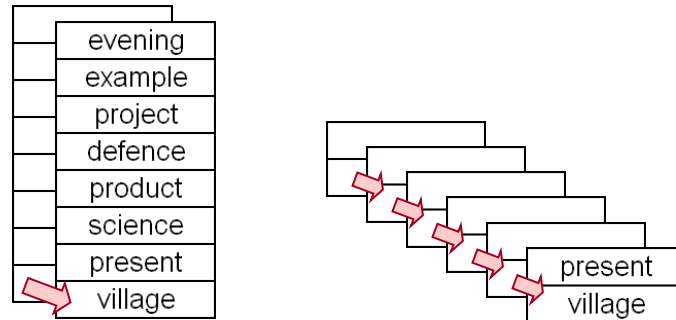 evening
example
project
defence
product
science
present
village
present
village